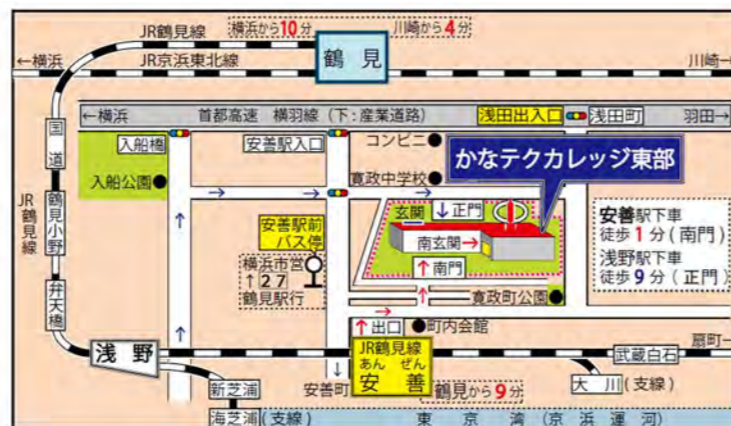 JR鶴見線
横浜から10分
川崎から4分
鶴見
←横浜
JR京浜東北線
川崎→
←横浜
首都高速 横羽線(下:産業道路)
浅田出入口
浅田町
羽田→
国道
入船橋
安善駅入口
コンビニ
かなテクカレッジ東部
入船公園
寛政中学校
JR鶴見線
鶴見小野
玄関
正門
安善駅下車
徒歩1分(南門)
浅野駅下車
徒歩9分(正門)
安善駅前
バス停
南玄関
横浜市営
↑27
鶴見駅行
南門
寛政町公園
弁天橋
出口
町内会館
扇町→
浅野
JR鶴見線
あんぜん
安善
武蔵白石
新芝浦
安善町
鶴見から9分
大川(支線)
海芝浦(支線)
東京湾(京浜運河)